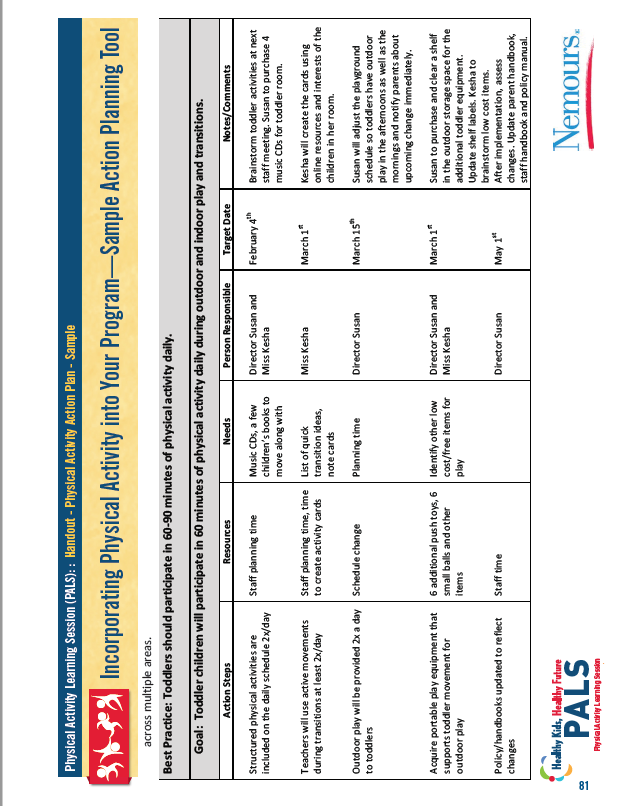 Physical Activity Learning Session (PALS): : Handout - Physical Activity Action Plan - Sample
Incorporating Physical Activity into Your Program—Sample Action Planning Tool
across multiple areas.
Best Practice: Toddlers should participate in 60-90 minutes of physical activity daily.
Goal: Toddler children will participate in 60 minutes of physical activity daily during outdoor and indoor play and transitions.
Action Steps
Resources
Needs
Person Responsible
Target Date
Notes/Comments
Structured physical activities are
included on the daily schedule 2x/day
Staff planning time
Music CDs, a few
children's books to
move along with
Director Susan and
Miss Kesha
February 4th
Brainstorm toddler activities at next
staff meeting. Susan to purchase 4
music CDs for toddler room.
Teachers will use active movements
during transitions at least 2x/day
Staff planning time, time
to create activity cards
List of quick
transition ideas,
note cards
Miss Kesha
March 1st
Kesha will create the cards using
online resources and interests of the
children in her room.
Outdoor play will be provided 2x a day
to toddlers
Schedule change
Planning time
Director Susan
March 15th
Susan will adjust the playground
schedule so toddlers have outdoor
play in the afternoons as well as the
mornings and notify parents about
upcoming change immediately.
Acquire portable play equipment that
supports toddler movement for
outdoor play
6 additional push toys, 6
small balls and other
items
Identify other low
cost/free items for
play
Director Susan and
Miss Kesha
March 1st
Susan to purchase and clear a shelf
in the outdoor storage space for the
additional toddler equipment.
Update shelf labels. Kesha to
brainstorm low cost items.
Policy/handbooks updated to reflect
changes
Staff time
Director Susan
May 1st
After implementation, assess
changes. Update parent handbook,
staff handbook and policy manual.
Healthy Kids, Healthy Future
PALS
Physical Activity Learning Session
Nemours
81